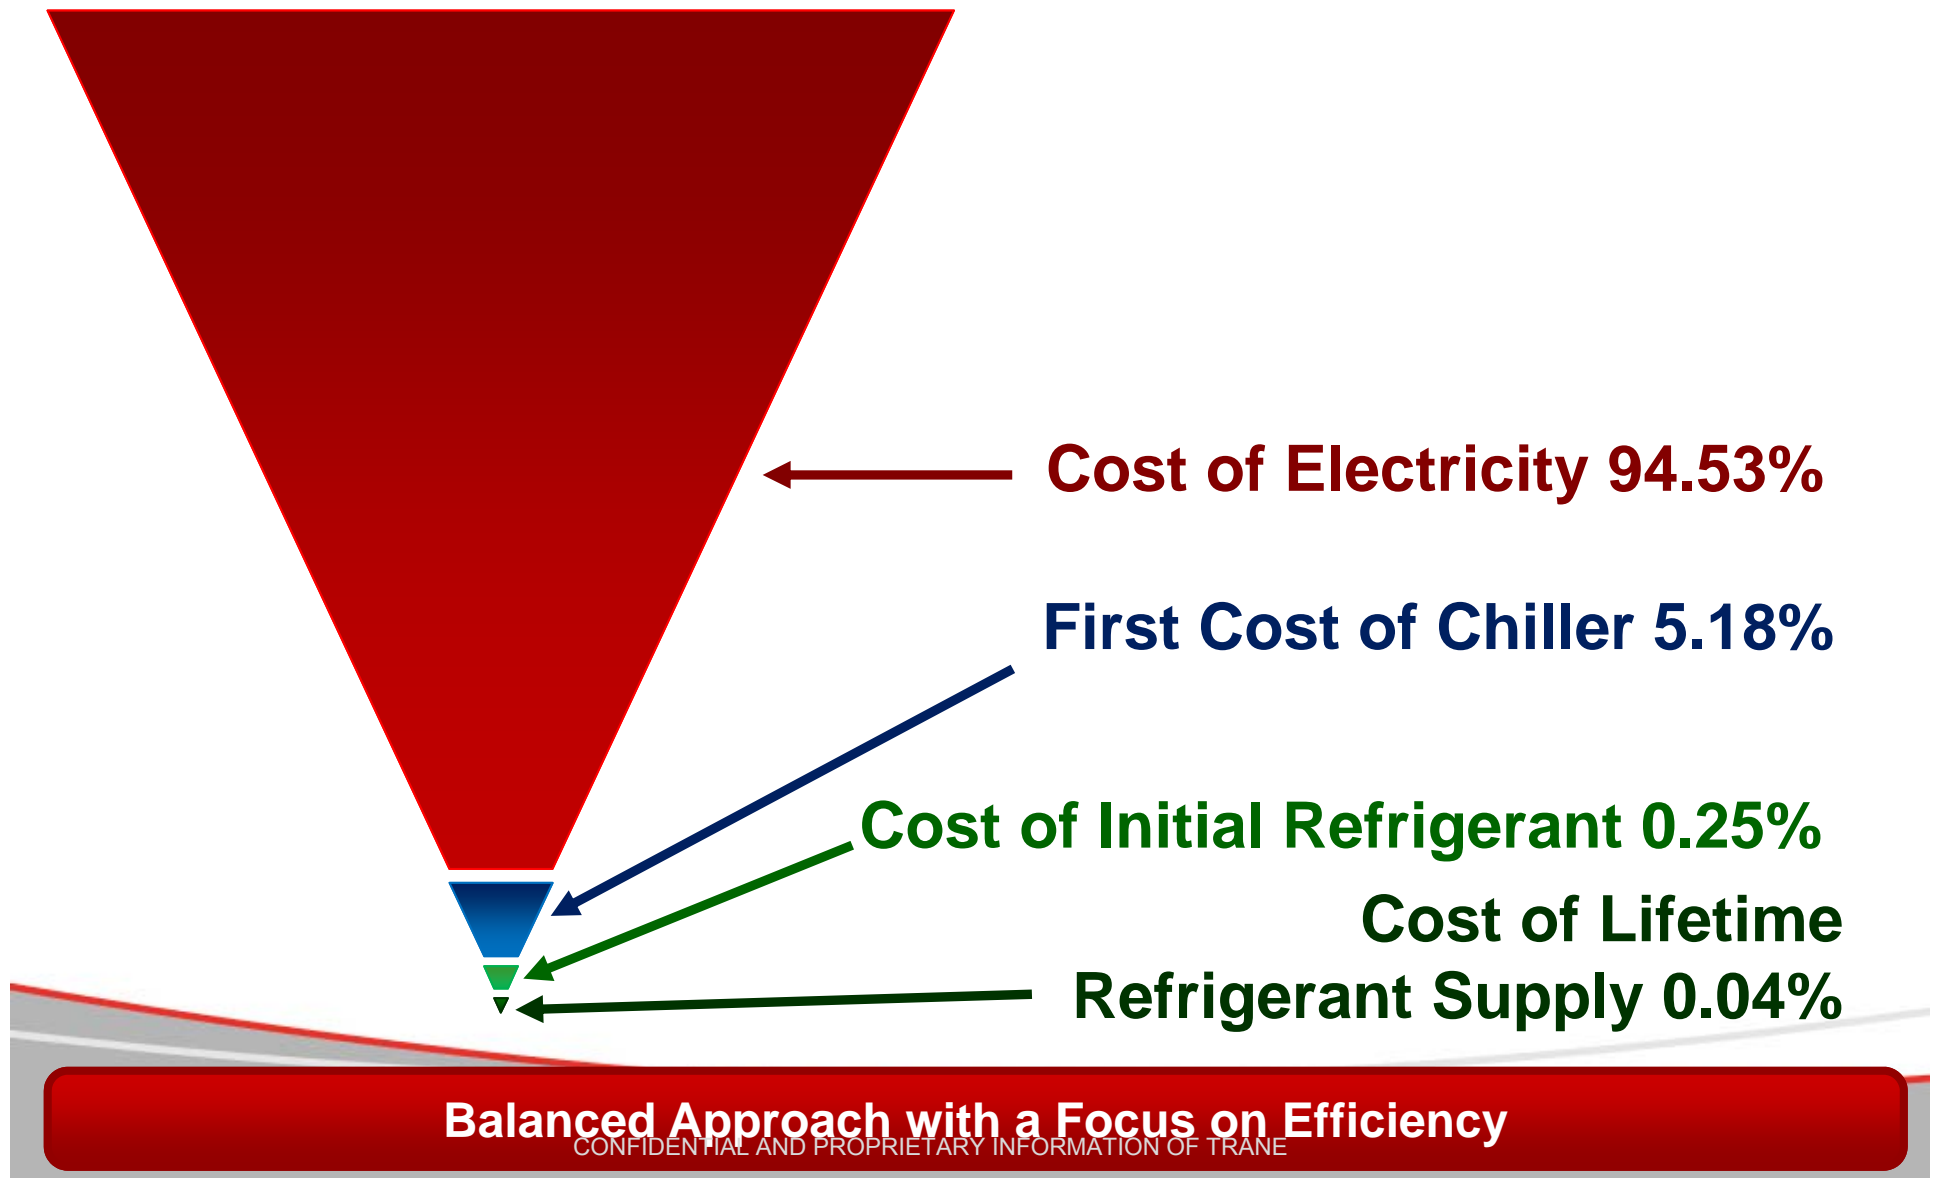 Cost of Electricity 94.53%
First Cost of Chiller 5.18%
Cost of Initial Refrigerant 0.25%
Cost of Lifetime
Refrigerant Supply 0.04%
Balanced Approach with a Focus on Efficiency
CONFIDENTIAL AND PROPRIETARY INFORMATION OF TRANE